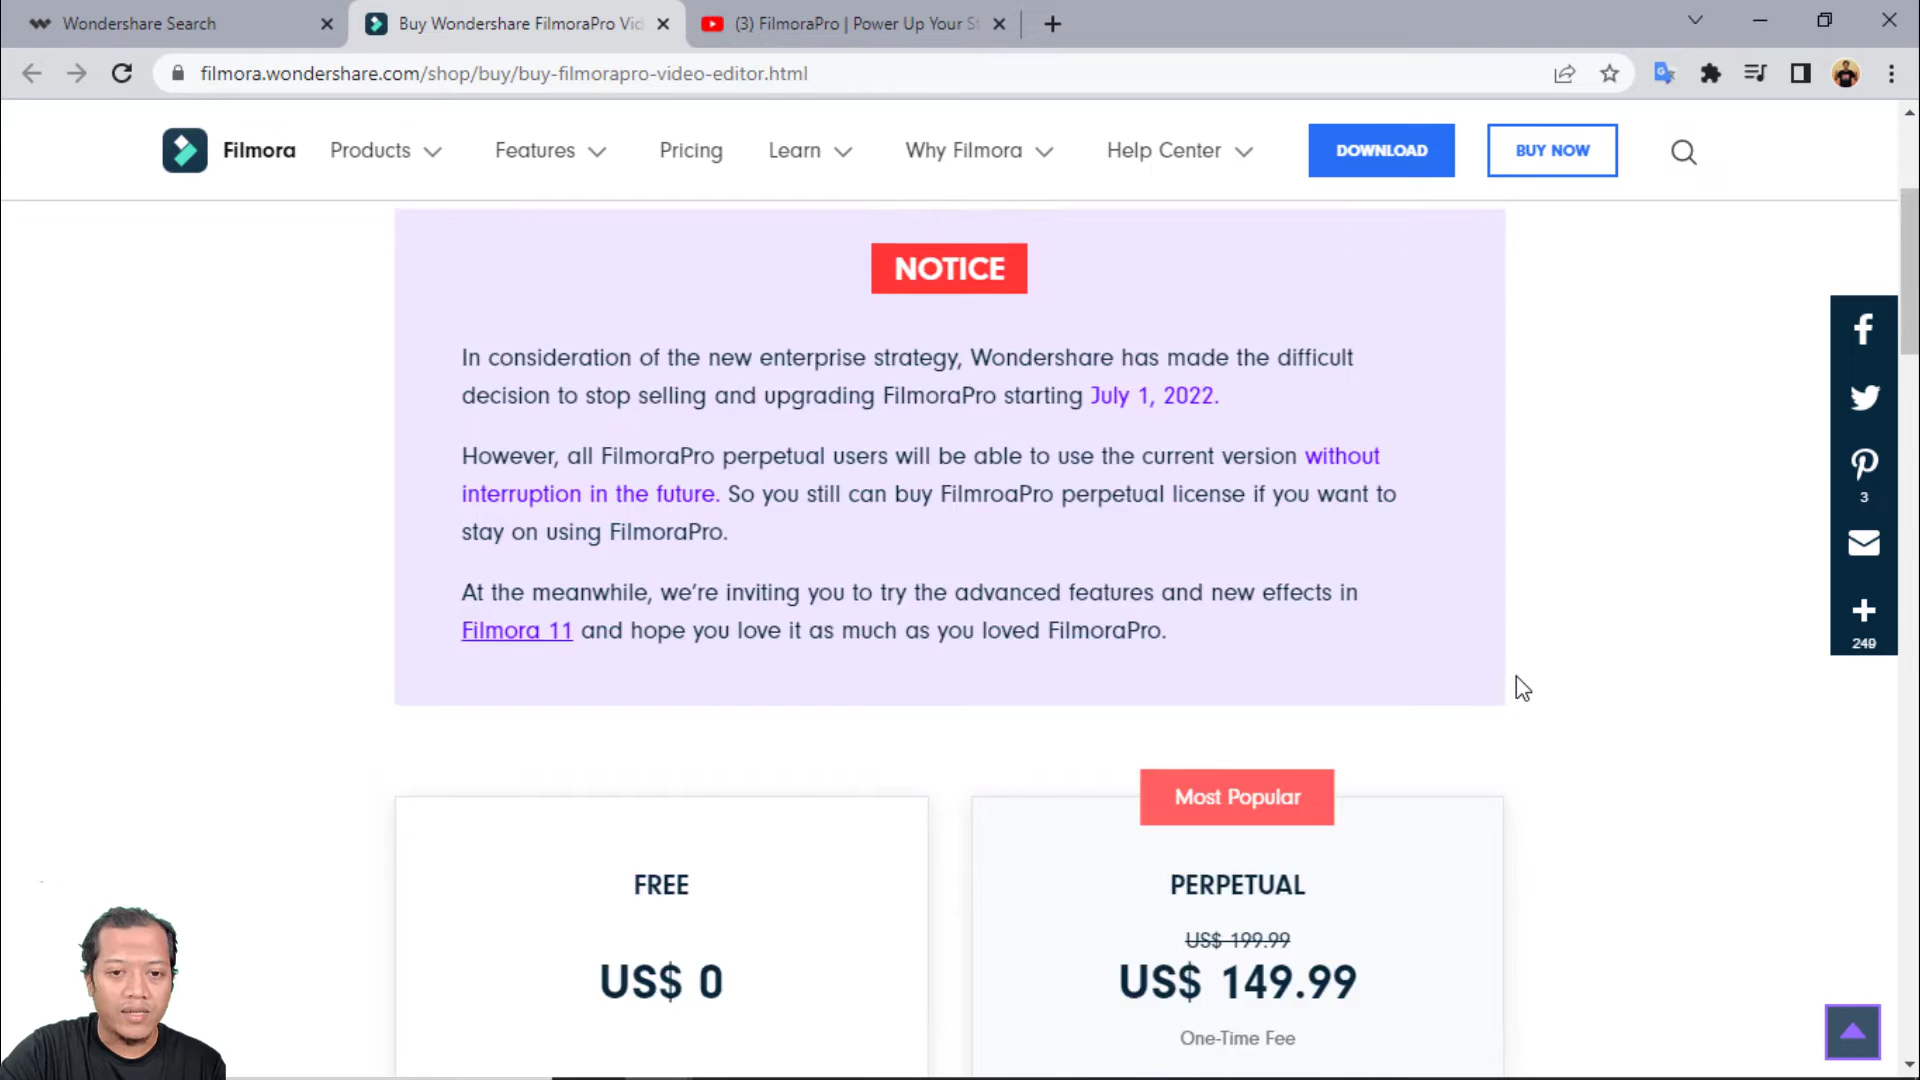 Wondershare Search
Buy Wondershare FilmoraPro Vid
(3) FilmoraPro | Power Up Your St
filmora.wondershare.com/shop/buy/buy-filmorapro-video-editor.html
Filmora
Products
Features
Pricing
Learn
Why Filmora
Help Center
DOWNLOAD
BUY NOW
NOTICE
In consideration of the new enterprise strategy, Wondershare has made the difficult
decision to stop selling and upgrading FilmoraPro starting July 1, 2022.
However, all FilmoraPro perpetual users will be able to use the current version without
interruption in the future. So you still can buy FilmroaPro perpetual license if you want to
stay on using FilmoraPro.
At the meanwhile, we’re inviting you to try the advanced features and new effects in
Filmora 11 and hope you love it as much as you loved FilmoraPro.
3
249
Most Popular
FREE
US$ 0
PERPETUAL
US$ 199.99
US$ 149.99
One-Time Fee